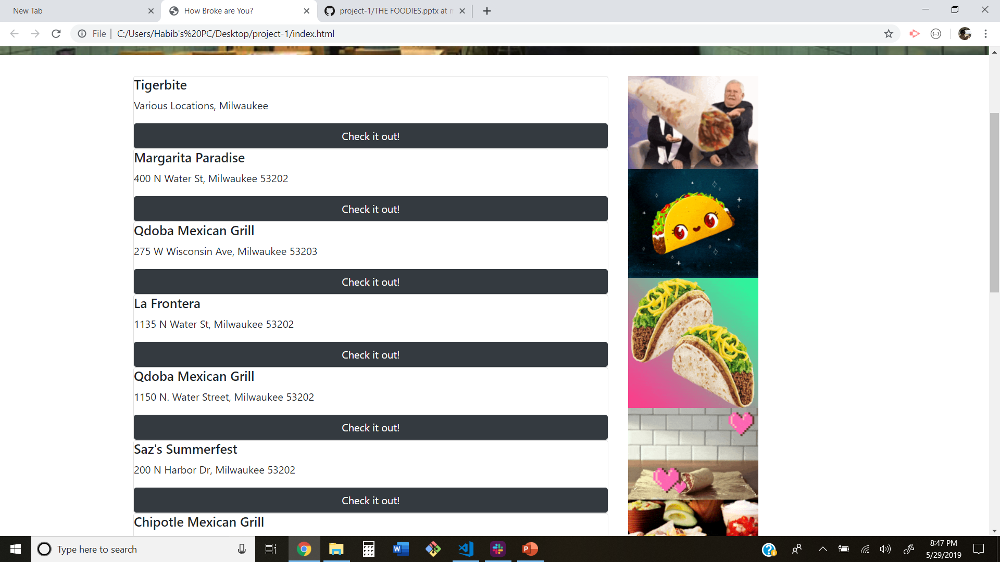 New Tab
How Broke are You?
project-1/THE FOODIES.pptx at
File
C:/Users/Habib's%20PC/Desktop/project-1/index.html
Tigerbite
Various Locations, Milwaukee
Check it out!
Margarita Paradise
400 N Water St, Milwaukee 53202
Check it out!
Qdoba Mexican Grill
275 W Wisconsin Ave, Milwaukee 53203
Check it out!
La Frontera
1135 N Water St, Milwaukee 53202
Check it out!
Qdoba Mexican Grill
1150 N. Water Street, Milwaukee 53202
Check it out!
Saz's Summerfest
200 N Harbor Dr, Milwaukee 53202
Check it out!
Chipotle Mexican Grill
Type here to search
8:47 PM
5/29/2019